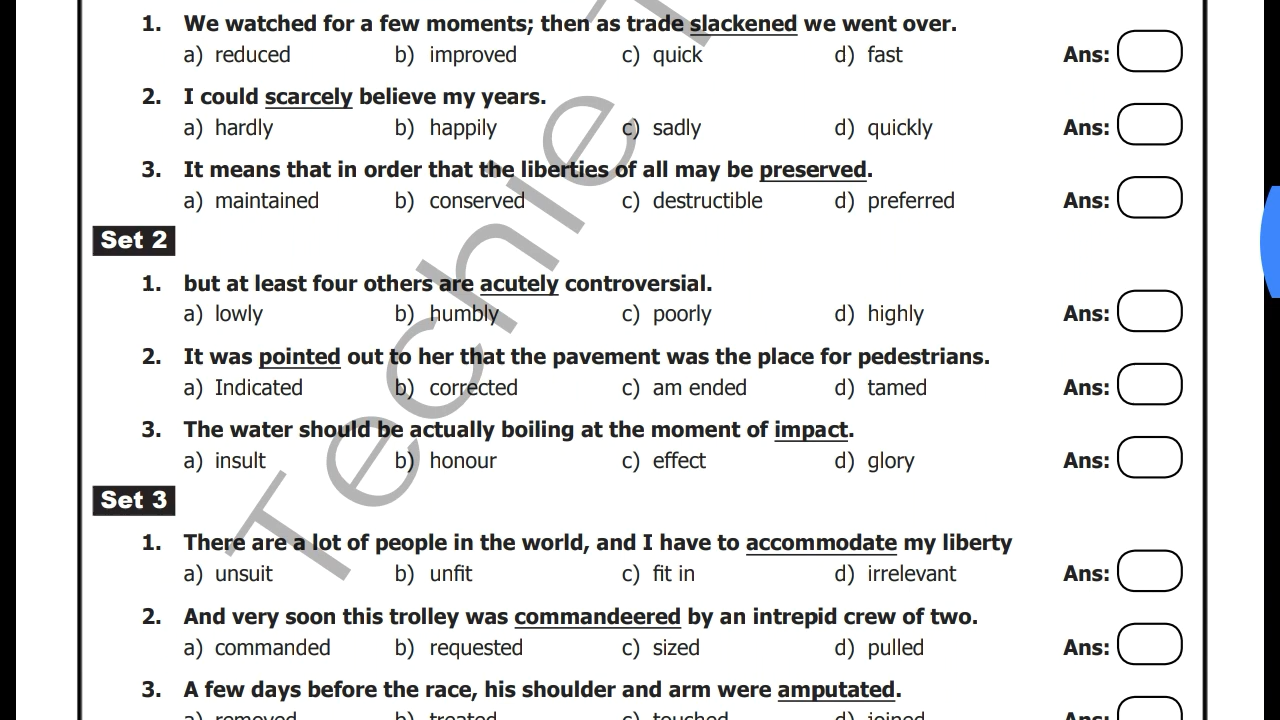 1. We watched for a few moments; then as trade slackened we went over.
a) reduced b) improved c) quick d) fast Ans:
2. I could scarcely believe my years.
a) hardly b) happily c) sadly d) quickly Ans:
3. It means that in order that the liberties of all may be preserved.
a) maintained b) conserved c) destructible d) preferred Ans:
Set 2
1. but at least four others are acutely controversial.
a) lowly b) humbly c) poorly d) highly Ans:
2. It was pointed out to her that the pavement was the place for pedestrians.
a) Indicated b) corrected c) am ended d) tamed Ans:
3. The water should be actually boiling at the moment of impact.
a) insult b) honour c) effect d) glory Ans:
Set 3
1. There are a lot of people in the world, and I have to accommodate my liberty
a) unsuit b) unfit c) fit in d) irrelevant Ans:
2. And very soon this trolley was commandeered by an intrepid crew of two.
a) commanded b) requested c) sized d) pulled Ans:
3. A few days before the race, his shoulder and arm were amputated.
a) removed b) treated c) touched d) joined Ans:
Techie